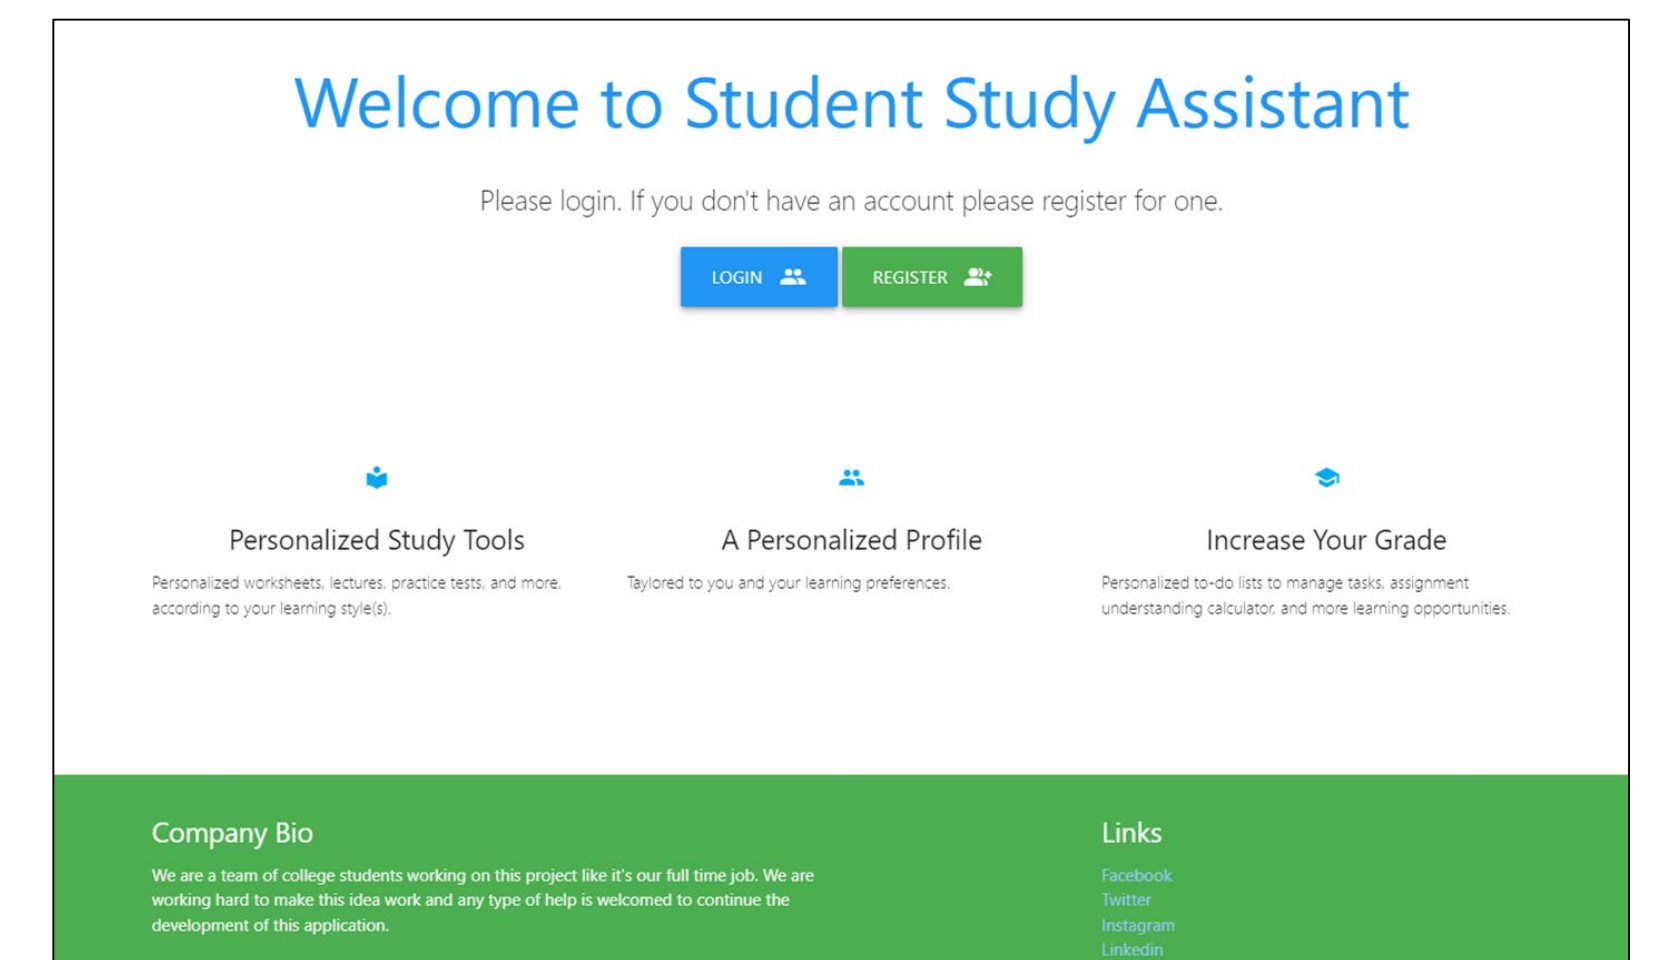 Welcome to Student Study Assistant
Please login. If you don't have an account please register for one.
LOGIN
REGISTER
Personalized Study Tools
Personalized worksheets, lectures, practice tests, and more,
according to your learning style(s).
A Personalized Profile
Taylored to you and your learning preferences.
Increase Your Grade
Personalized to-do lists to manage tasks, assignment
understanding calculator, and more learning opportunities.
Company Bio
We are a team of college students working on this project like it's our full time job. We are
working hard to make this idea work and any type of help is welcomed to continue the
development of this application.
Links
Facebook
Twitter
Instagram
Linkedin